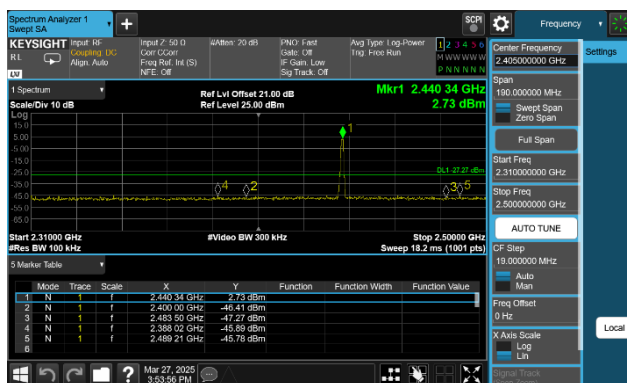 Spectrum Analyzer 1
Swept SA
+
SCPI
Frequency
KEYSIGHT
RL
Input: RF
Coupling: DC
Align: Auto
Input Z: 50 Ω
Corr CCorr
Freq Ref: Int (S)
NFE: Off
#Atten: 20 dB
PNO: Fast
Gate: Off
IF Gain: Low
Sig Track: Off
Avg Type: Log-Power
Trig: Free Run
1 2 3 4 5 6
M W W W W W
P N N N N N
LV
1 Spectrum
Scale/Div 10 dB
Log
Ref Lvl Offset 21.00 dB
Ref Level 25.00 dBm
Mkr1 2.440 34 GHz
2.73 dBm
15.0
5.00
-5.00
-15.0
-25.0
-35.0
-45.0
-55.0
-65.0
1
DL1 -27.27 dBm
4
2
3
5
Start 2.31000 GHz
#Res BW 100 kHz
#Video BW 300 kHz
Stop 2.50000 GHz
Sweep 18.2 ms (1001 pts)
5 Marker Table
Mode Trace Scale X Y Function Function Width Function Value
1 N 1 f 2.440 34 GHz 2.73 dBm
2 N 1 f 2.400 00 GHz -46.41 dBm
3 N 1 f 2.483 50 GHz -47.27 dBm
4 N 1 f 2.388 02 GHz -45.89 dBm
5 N 1 f 2.489 21 GHz -45.78 dBm
6
Mar 27, 2025
3:53:56 PM
?
Center Frequency
2.405000000 GHz
Span
190.000000 MHz
Swept Span
Zero Span
Full Span
Start Freq
2.310000000 GHz
Stop Freq
2.500000000 GHz
AUTO TUNE
CF Step
19.000000 MHz
Auto
Man
Freq Offset
0 Hz
X Axis Scale
Log
Lin
Signal Track
Settings
Local